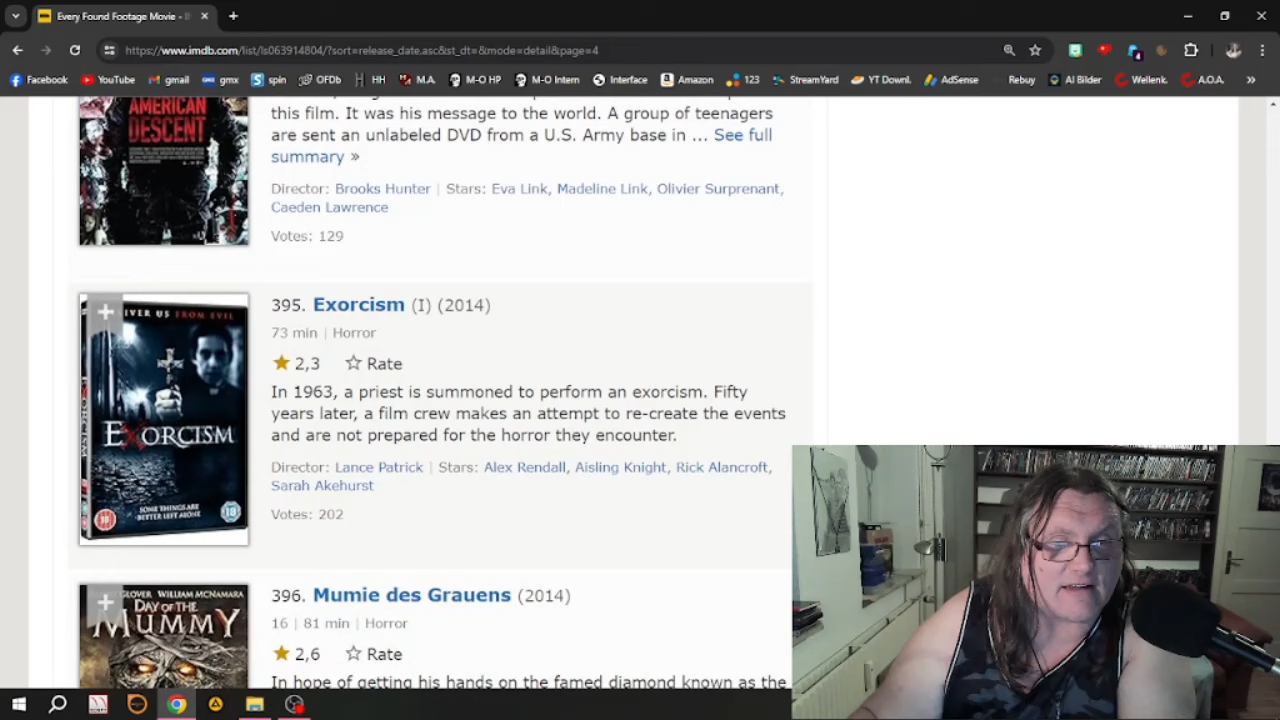 Every Found Footage Movie - I
https://www.imdb.com/list/ls063914804/?sort=release_date.asc&st_dt=&mode=detail&page=4
Facebook YouTube gmail gmx spin OFDb HH M.A M-O HP M-O Intern Interface Amazon 123 StreamYard YT Downl. AdSense Rebuy AI Bilder Wellenk. A.O.A. »
AMERICAN
DESCENT
this film. It was his message to the world. A group of teenagers
are sent an unlabeled DVD from a U.S. Army base in ... See full
summary »
Director: Brooks Hunter | Stars: Eva Link, Madeline Link, Olivier Surprenant,
Caeden Lawrence
Votes: 129
IVER US FROM EVIL
EXORCISM
SOME THINGS ARE
BETTER LEFT ALONE
18
395. Exorcism (I) (2014)
73 min | Horror
2,3 Rate
In 1963, a priest is summoned to perform an exorcism. Fifty
years later, a film crew makes an attempt to re-create the events
and are not prepared for the horror they encounter.
Director: Lance Patrick | Stars: Alex Rendall, Aisling Knight, Rick Alancroft,
Sarah Akehurst
Votes: 202
GLOVER WILLIAM MCNAMARA
DAY OF THE
MUMMY
396. Mumie des Grauens (2014)
16 | 81 min | Horror
2,6 Rate
In hope of getting his hands on the famed diamond known as the